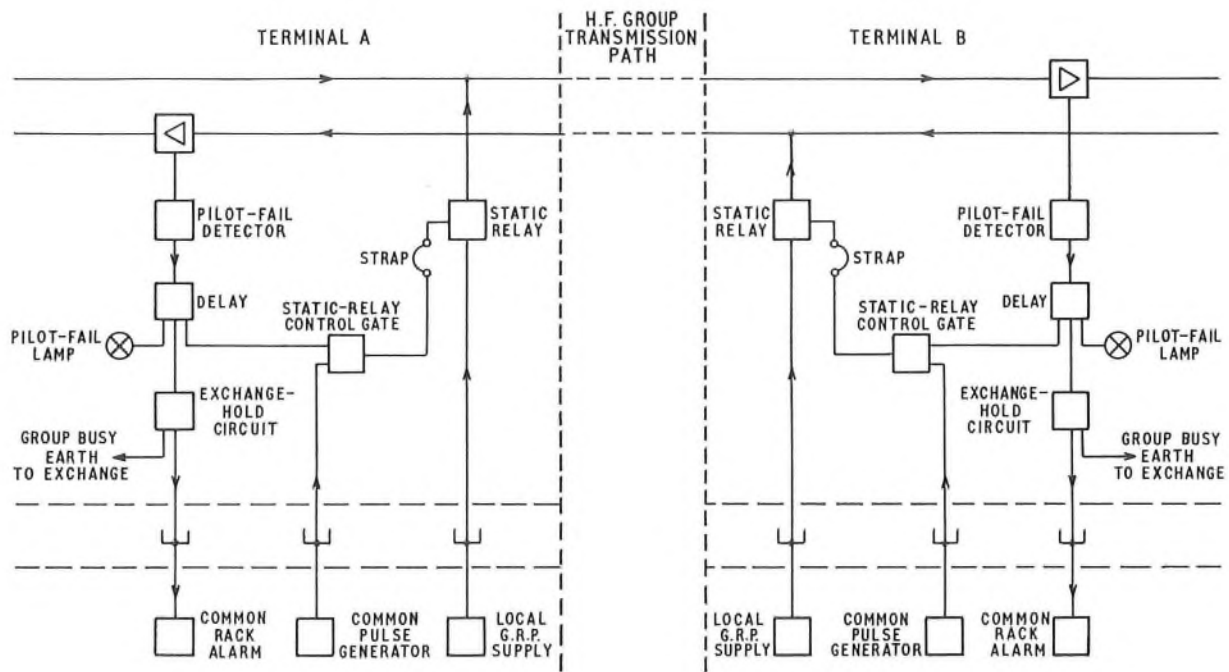 TERMINAL A
H.F. GROUP
TRANSMISSION
PATH
TERMINAL B
PILOT-FAIL
DETECTOR
STATIC
RELAY
STRAP
DELAY
STATIC-RELAY
CONTROL GATE
PILOT-FAIL
LAMP
EXCHANGE-
HOLD
CIRCUIT
GROUP BUSY
EARTH
TO EXCHANGE
COMMON
RACK
ALARM
COMMON
PULSE
GENERATOR
LOCAL
G.R.P.
SUPPLY
STATIC
RELAY
PILOT-FAIL
DETECTOR
STRAP
DELAY
STATIC-RELAY
CONTROL GATE
PILOT-FAIL
LAMP
EXCHANGE-
HOLD
CIRCUIT
GROUP BUSY
EARTH
TO EXCHANGE
LOCAL
G.R.P.
SUPPLY
COMMON
PULSE
GENERATOR
COMMON
RACK
ALARM